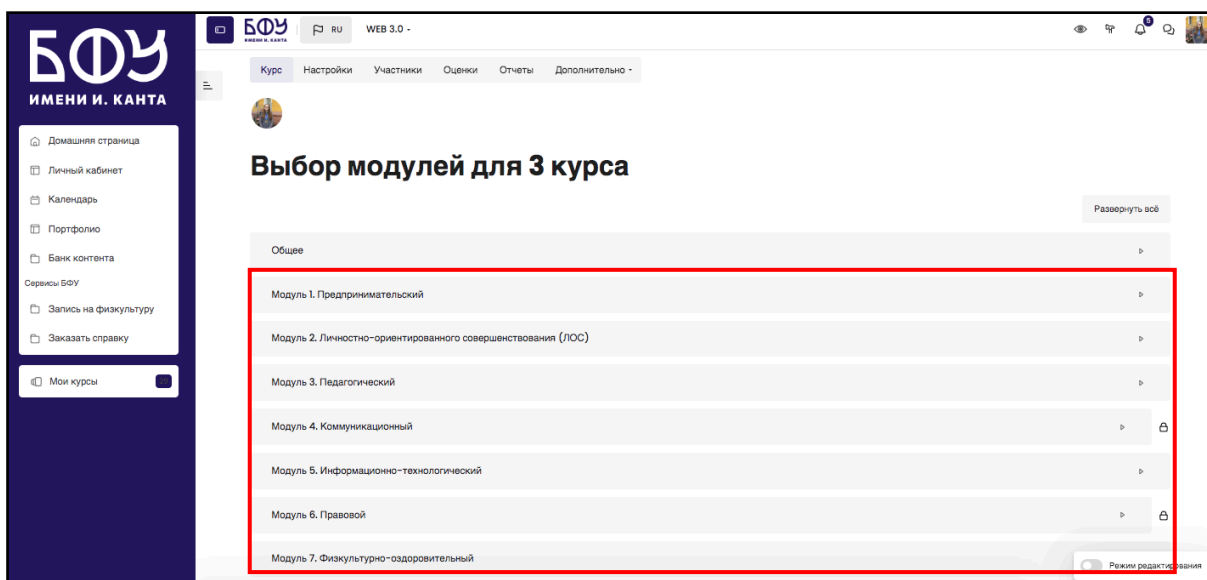 БФУ
ИМЕНИ И. КАНТА
Домашняя страница
Личный кабинет
Календарь
Портфолио
Банк контента
Сервисы БФУ
Запись на физкультуру
Заказать справку
Мои курсы
БФУ
ИМЕНИ И. КАНТА
RU
WEB 3.0
5
Курс Настройки Участники Оценки Отчеты Дополнительно
Выбор модулей для 3 курса
Развернуть всё
Общее
Модуль 1. Предпринимательский
Модуль 2. Личностно-ориентированного совершенствования (ЛОС)
Модуль 3. Педагогический
Модуль 4. Коммуникационный
Модуль 5. Информационно-технологический
Модуль 6. Правовой
Модуль 7. Физкультурно-оздоровительный
Режим редактирования